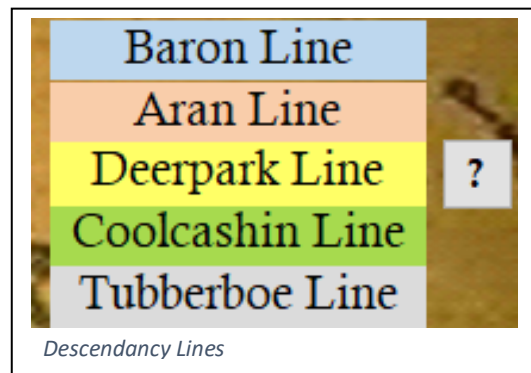 Baron Line
Aran Line
Deerpark Line
?
Coolcashin Line
Tubberboe Line
Descendancy Lines